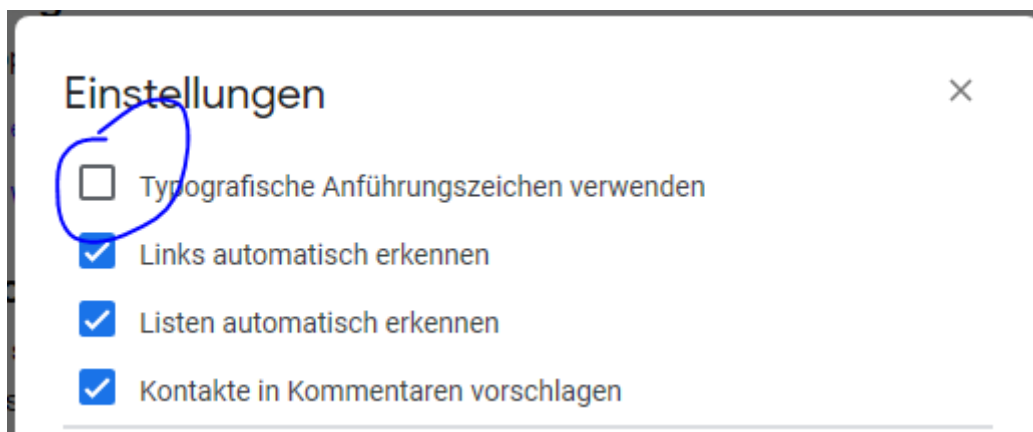 Einstellungen
Typografische Anführungszeichen verwenden
Links automatisch erkennen
Listen automatisch erkennen
Kontakte in Kommentaren vorschlagen